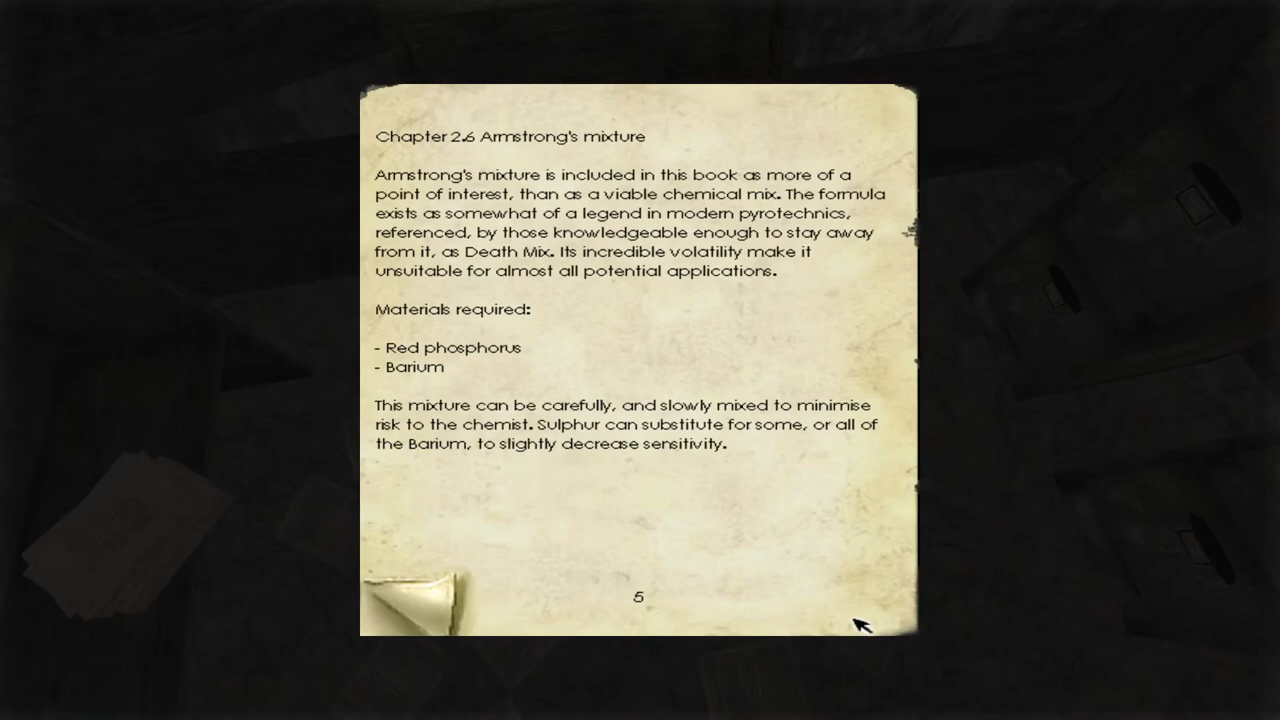 Chapter 2.6 Armstrong's mixture
Armstrong's mixture is included in this book as more of a
point of interest, than as a viable chemical mix. The formula
exists as somewhat of a legend in modern pyrotechnics,
referenced, by those knowledgeable enough to stay away
from it, as Death Mix. Its incredible volatility make it
unsuitable for almost all potential applications.
Materials required:
- Red phosphorus
- Barium
This mixture can be carefully, and slowly mixed to minimise
risk to the chemist. Sulphur can substitute for some, or all of
the Barium, to slightly decrease sensitivity.
5